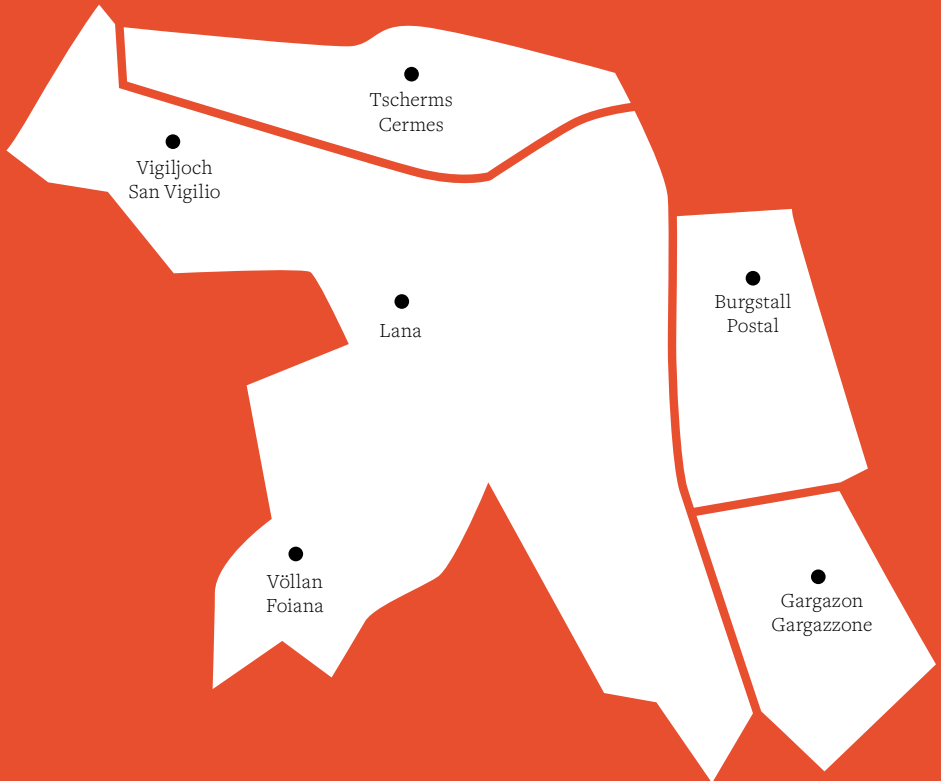 Tscherms
Cermes
Vigiljoch
San Vigilio
Burgstall
Postal
Lana
Völlan
Foiana
Gargazon
Gargazzone